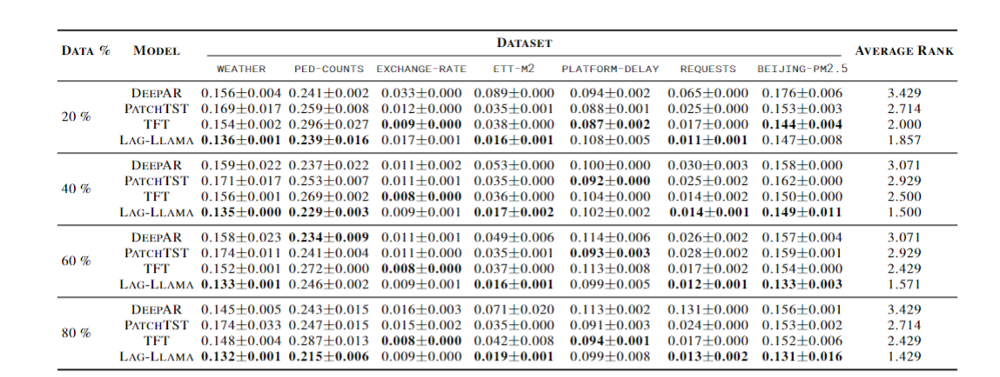 DATASET
DATA % MODEL AVERAGE RANK
WEATHER PED-COUNTS EXCHANGE-RATE ETT-M2 PLATFORM-DELAY REQUESTS BEIJING-PM2.5
DEEPAR 0.156±0.004 0.241±0.002 0.033±0.000 0.089±0.000 0.094±0.002 0.065±0.000 0.176±0.006 3.429
PATCHTST 0.169±0.017 0.259±0.008 0.012±0.000 0.035±0.001 0.088±0.001 0.025±0.000 0.153±0.003 2.714
20 %
TFT 0.154±0.002 0.296±0.027 0.009±0.000 0.038±0.000 0.087±0.002 0.017±0.000 0.144±0.004 2.000
LAG-LLAMA 0.136±0.001 0.239±0.016 0.017±0.001 0.016±0.001 0.108±0.005 0.011±0.001 0.147±0.008 1.857
DEEPAR 0.159±0.022 0.237±0.022 0.011±0.002 0.053±0.000 0.100±0.000 0.030±0.003 0.158±0.000 3.071
PATCHTST 0.171±0.017 0.253±0.007 0.011±0.001 0.035±0.000 0.092±0.000 0.025±0.002 0.162±0.000 2.929
40 %
TFT 0.156±0.001 0.269±0.002 0.008±0.000 0.036±0.000 0.104±0.000 0.014±0.002 0.150±0.000 2.500
LAG-LLAMA 0.135±0.000 0.229±0.003 0.009±0.001 0.017±0.002 0.102±0.002 0.014±0.001 0.149±0.011 1.500
DEEPAR 0.158±0.023 0.234±0.009 0.011±0.001 0.049±0.006 0.114±0.006 0.026±0.002 0.157±0.004 3.071
PATCHTST 0.174±0.011 0.241±0.004 0.011±0.000 0.035±0.001 0.093±0.003 0.028±0.002 0.159±0.001 2.929
60 %
TFT 0.152±0.001 0.272±0.000 0.008±0.000 0.037±0.000 0.113±0.008 0.017±0.002 0.154±0.000 2.429
LAG-LLAMA 0.133±0.001 0.246±0.002 0.009±0.001 0.016±0.001 0.099±0.005 0.012±0.001 0.133±0.003 1.571
DEEPAR 0.145±0.005 0.243±0.015 0.016±0.003 0.071±0.020 0.113±0.002 0.131±0.000 0.156±0.001 3.429
PATCHTST 0.174±0.033 0.247±0.015 0.015±0.002 0.035±0.000 0.091±0.003 0.024±0.000 0.153±0.002 2.714
80 %
TFT 0.148±0.004 0.287±0.013 0.008±0.000 0.042±0.008 0.094±0.001 0.017±0.000 0.152±0.006 2.429
LAG-LLAMA 0.132±0.001 0.215±0.006 0.009±0.000 0.019±0.001 0.099±0.008 0.013±0.002 0.131±0.016 1.429